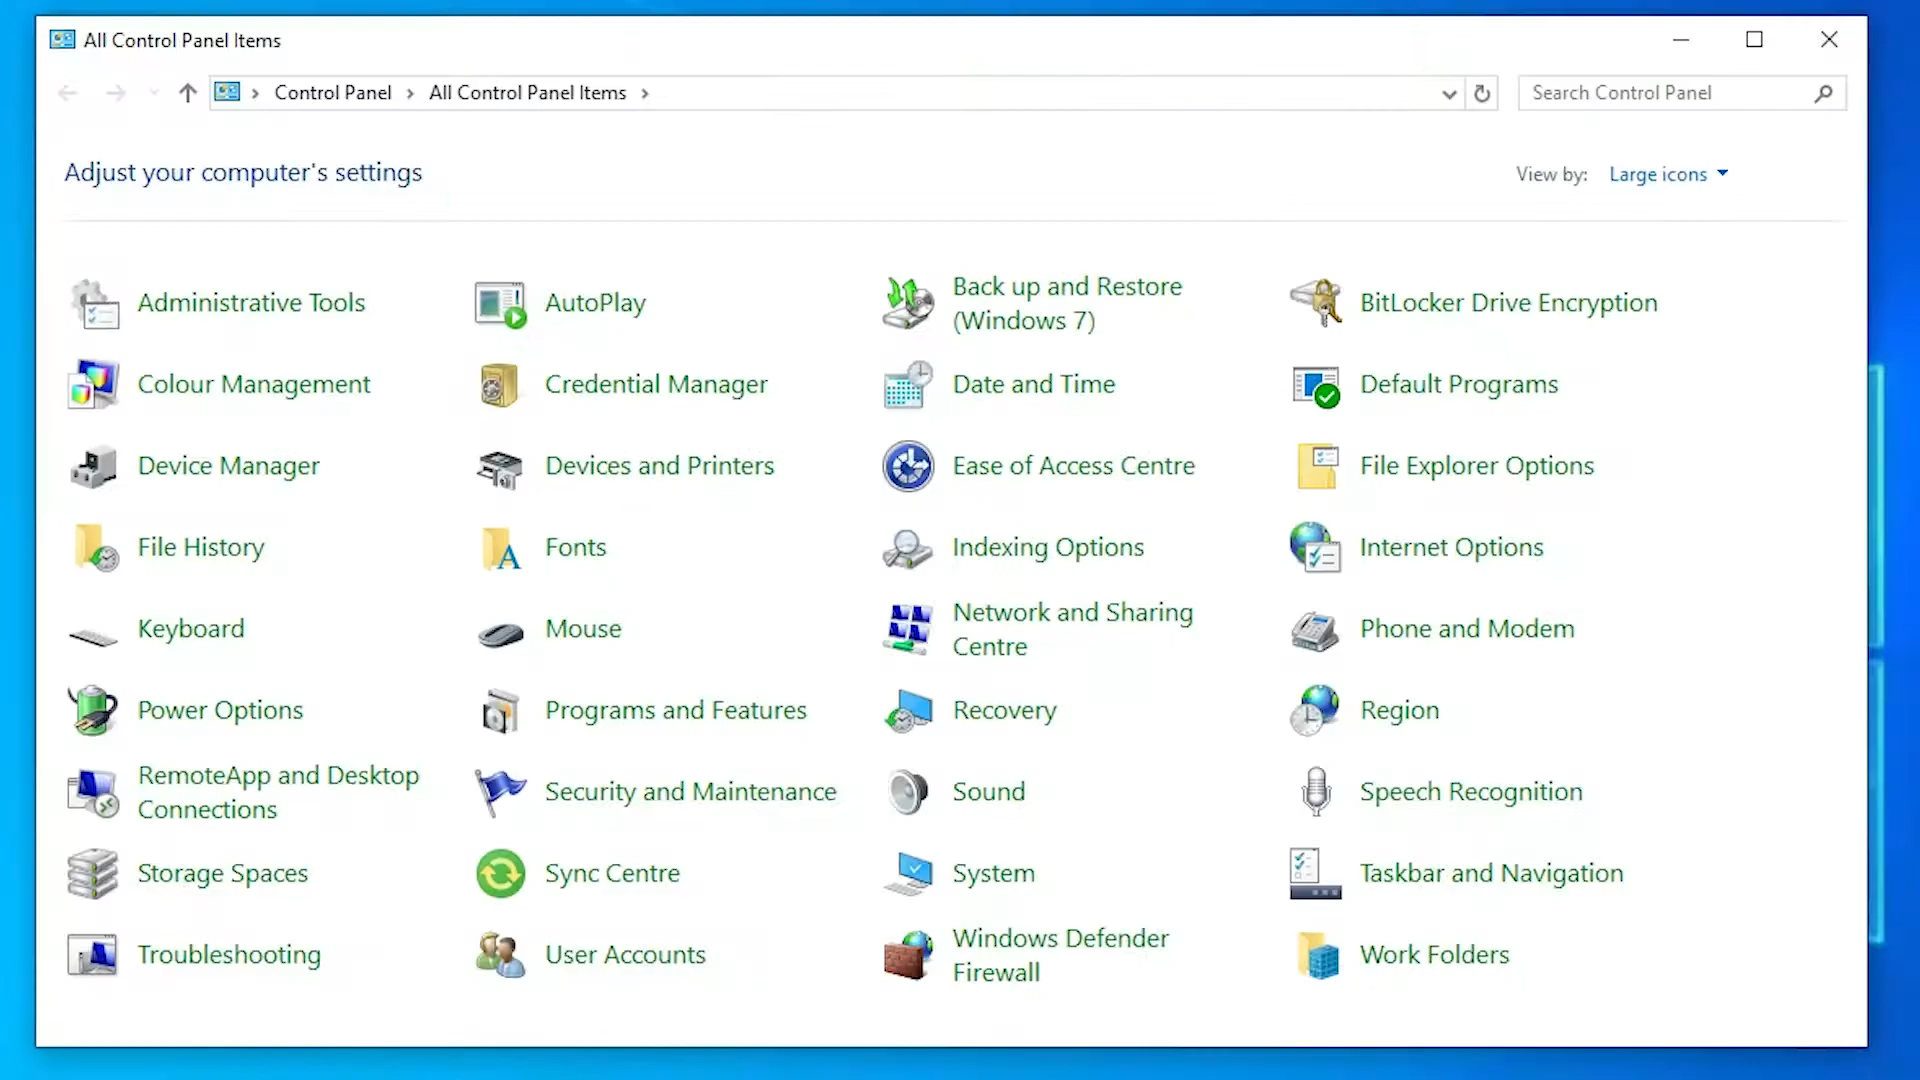 All Control Panel Items
Control Panel
All Control Panel Items
Search Control Panel
Adjust your computer's settings
View by: Large icons
Administrative Tools
AutoPlay
Back up and Restore
(Windows 7)
BitLocker Drive Encryption
Colour Management
Credential Manager
Date and Time
Default Programs
Device Manager
Devices and Printers
Ease of Access Centre
File Explorer Options
File History
Fonts
Indexing Options
Internet Options
Keyboard
Mouse
Network and Sharing
Centre
Phone and Modem
Power Options
Programs and Features
Recovery
Region
RemoteApp and Desktop
Connections
Security and Maintenance
Sound
Speech Recognition
Storage Spaces
Sync Centre
System
Taskbar and Navigation
Troubleshooting
User Accounts
Windows Defender
Firewall
Work Folders